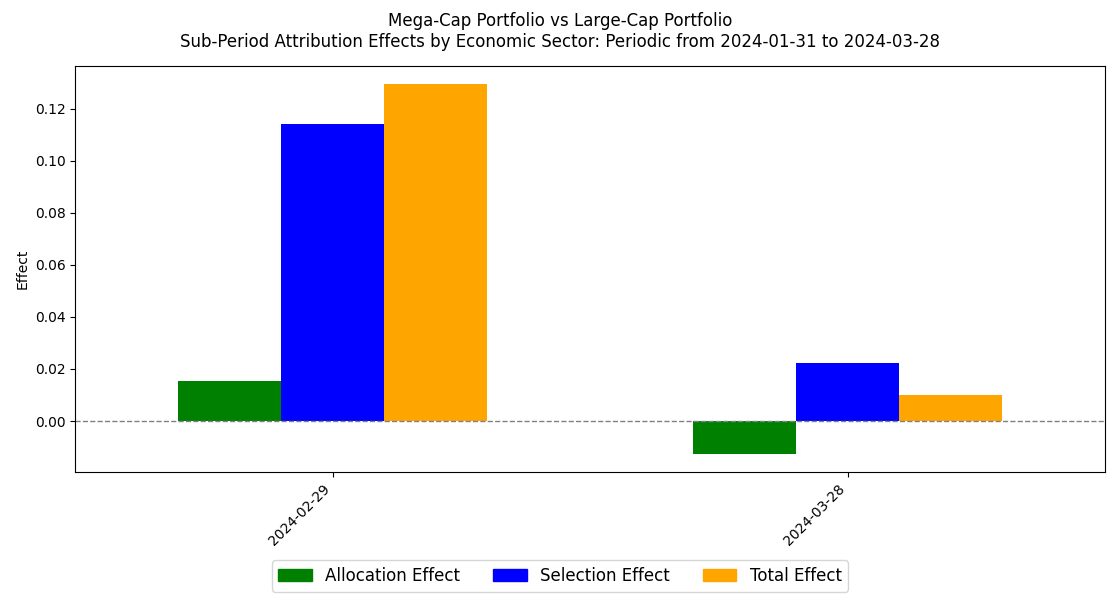 Mega-Cap Portfolio vs Large-Cap Portfolio
Sub-Period Attribution Effects by Economic Sector: Periodic from 2024-01-31 to 2024-03-28
Effect
0.12
0.10
0.08
0.06
0.04
0.02
0.00
2024-02-29
2024-03-28
Allocation Effect
Selection Effect
Total Effect